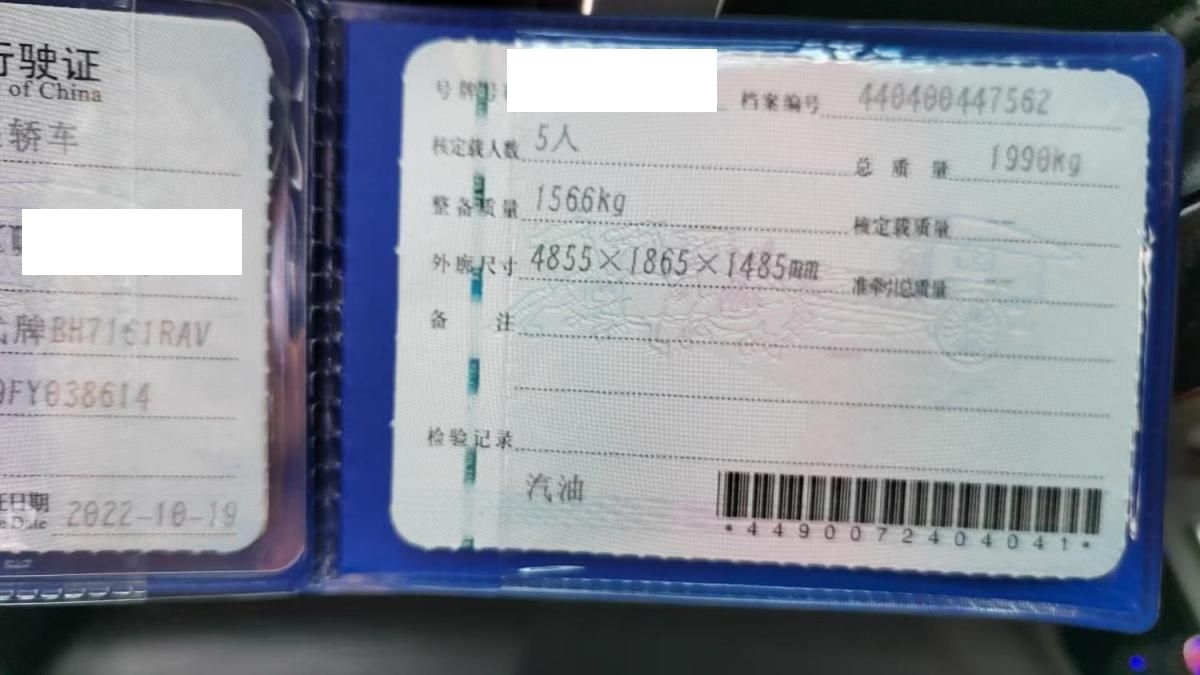 行驶证
of China
轿车
牌BH7161RAV
FY038614
证日期 2022-10-19
e Date
号牌号 档案编号 440400447562
核定载人数 5人 总质量 1990kg
整备质量 1566kg 核定载质量 —
外廓尺寸 4855×1865×1485mm 准牵引总质量 —
备注
检验记录
汽油
*4490072404041*